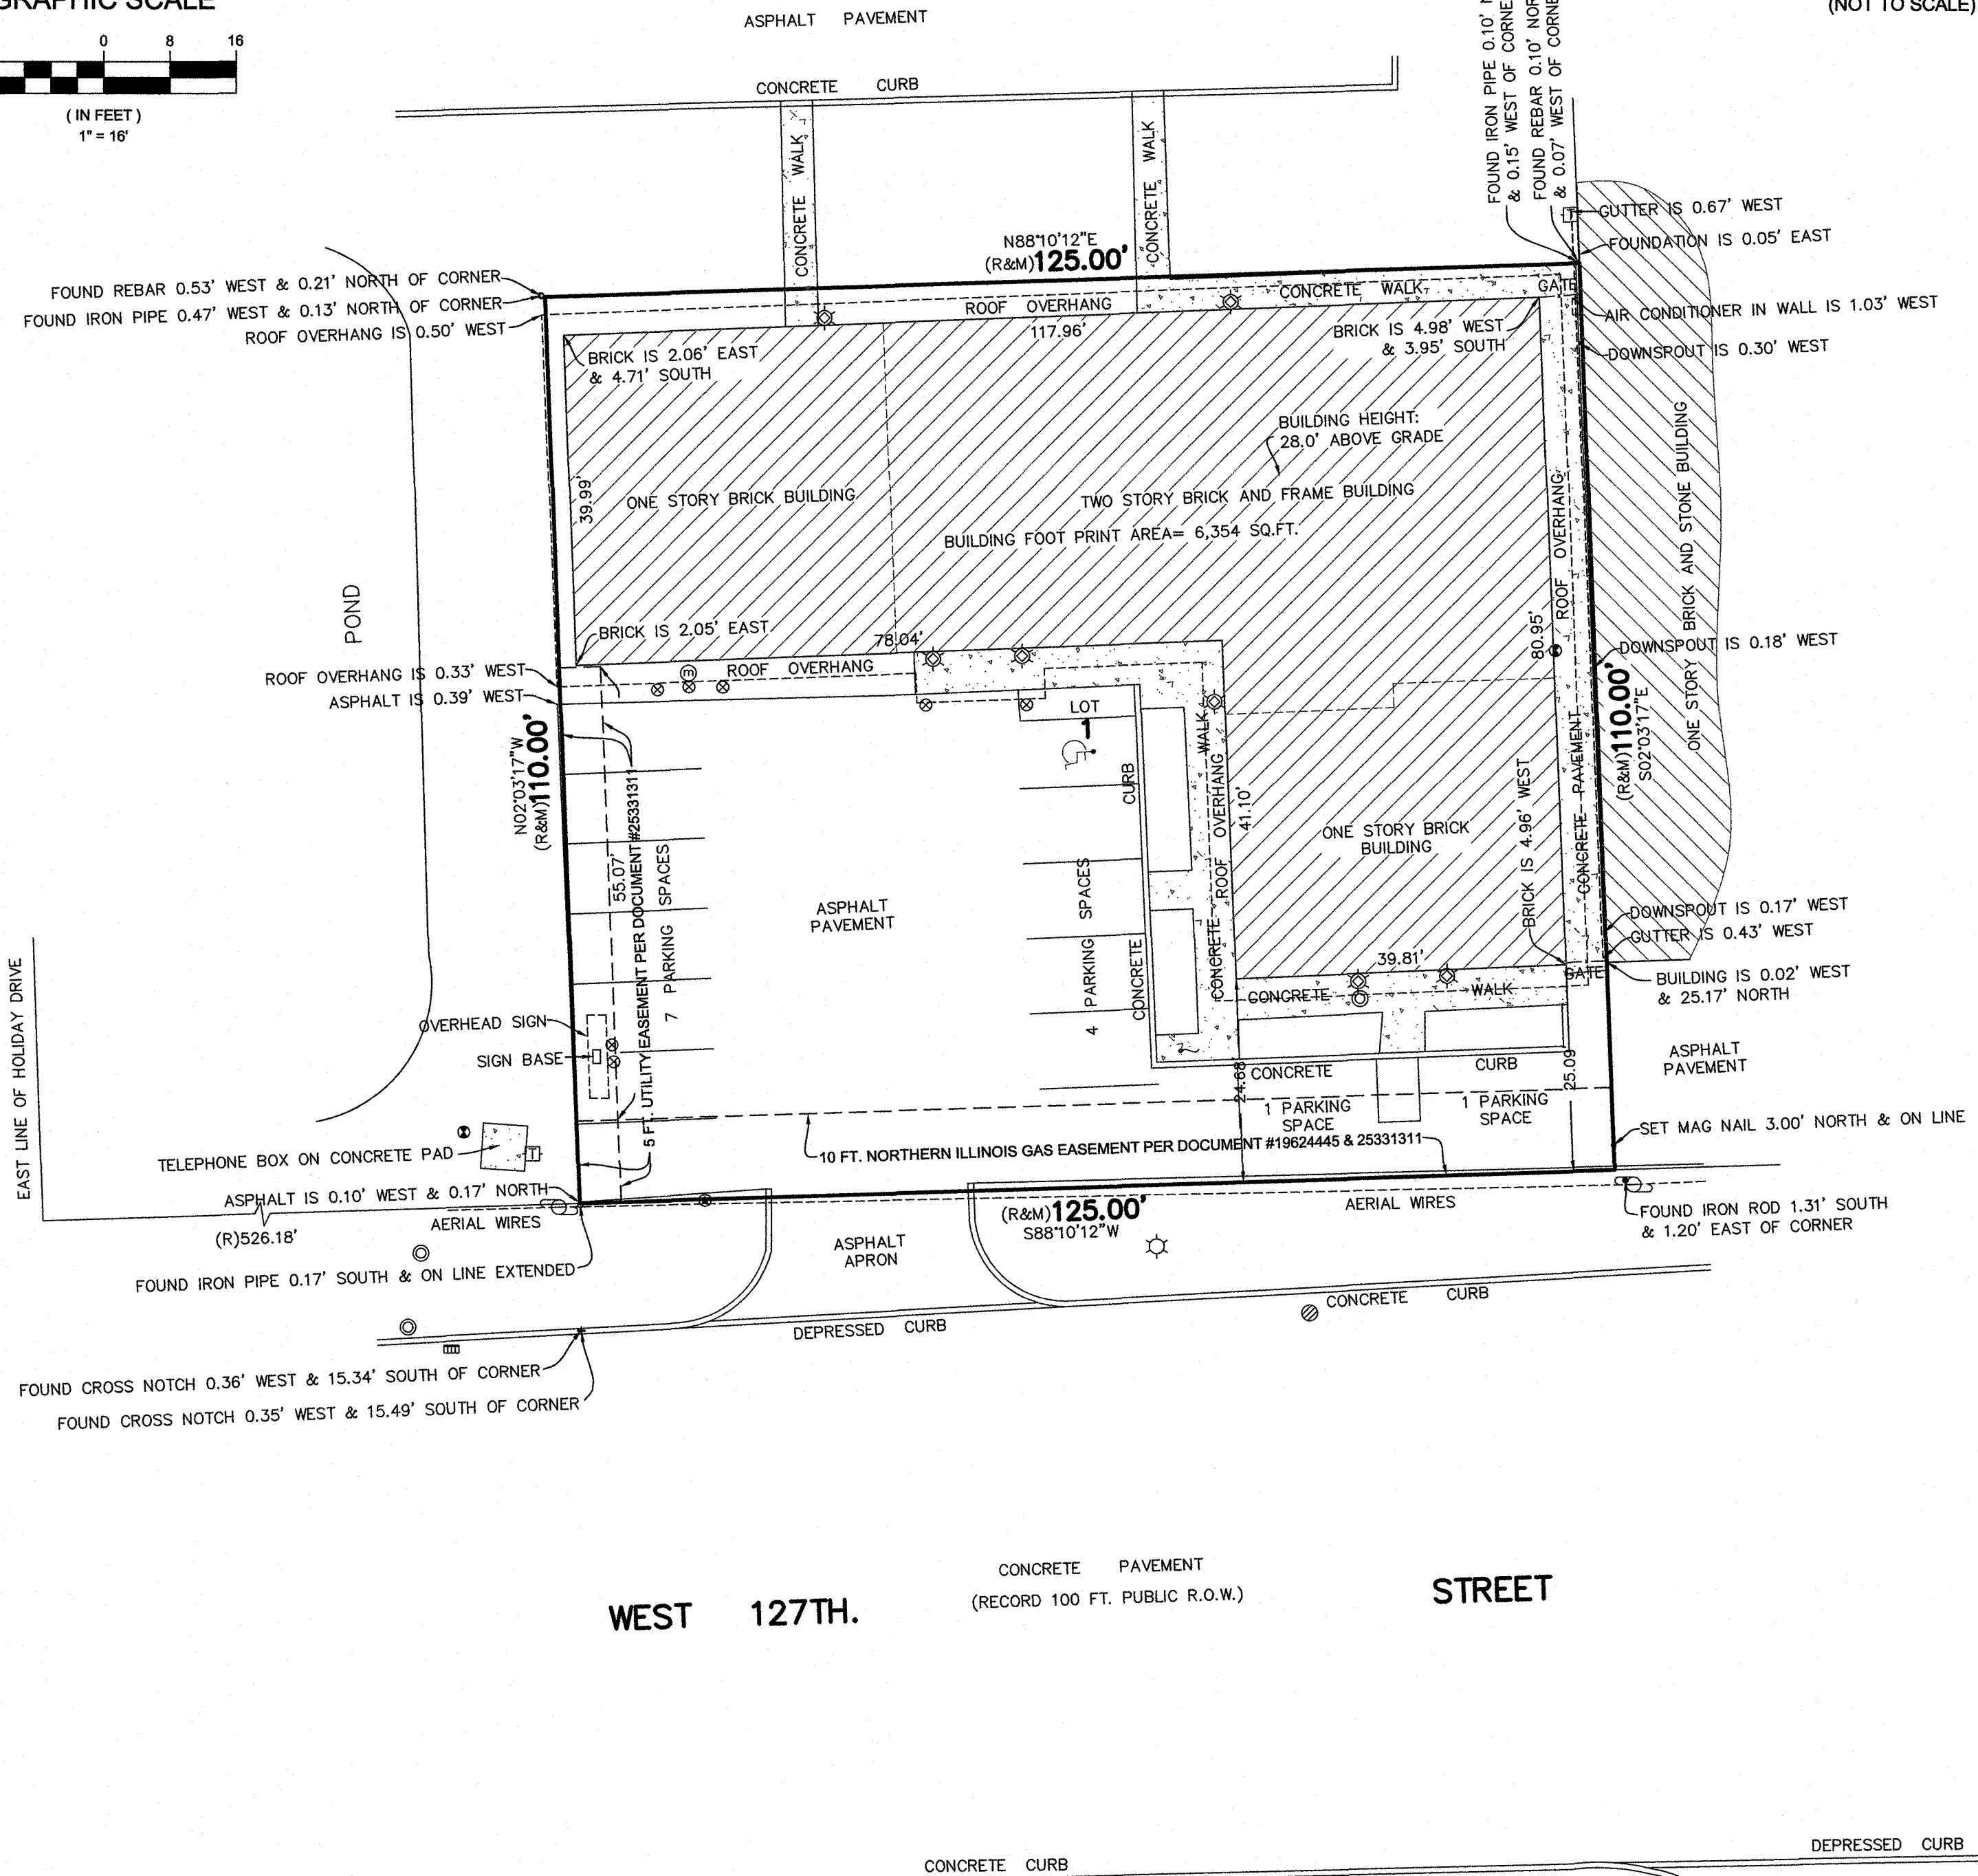 GRAPHIC SCALE
0 8 16
( IN FEET )
1" = 16'
(NOT TO SCALE)
ASPHALT PAVEMENT
CONCRETE CURB
CONCRETE WALK
CONCRETE WALK
FOUND IRON PIPE 0.10'
& 0.15' WEST OF CORNE
FOUND REBAR 0.10' NOR
& 0.07' WEST OF CORNE
GUTTER IS 0.67' WEST
FOUNDATION IS 0.05' EAST
N88°10'12"E
(R&M)125.00'
FOUND REBAR 0.53' WEST & 0.21' NORTH OF CORNER
FOUND IRON PIPE 0.47' WEST & 0.13' NORTH OF CORNER
ROOF OVERHANG IS 0.50' WEST
ROOF OVERHANG
CONCRETE WALK
GATE
117.96'
AIR CONDITIONER IN WALL IS 1.03' WEST
BRICK IS 4.98' WEST
& 3.95' SOUTH
DOWNSPOUT IS 0.30' WEST
BRICK IS 2.06' EAST
& 4.71' SOUTH
BUILDING HEIGHT:
28.0' ABOVE GRADE
39.99'
ONE STORY BRICK BUILDING
TWO STORY BRICK AND FRAME BUILDING
BUILDING FOOT PRINT AREA= 6,354 SQ.FT.
ROOF OVERHANG
ONE STORY BRICK AND STONE BUILDING
POND
BRICK IS 2.05' EAST
78.04'
80.95'
DOWNSPOUT IS 0.18' WEST
ROOF OVERHANG IS 0.33' WEST
ROOF OVERHANG
ASPHALT IS 0.39' WEST
LOT
1
N02°03'17"W
(R&M)110.00'
(R&M)110.00'
S02°03'17"E
CURB
WALK
CONCRETE PAVEMENT
BRICK IS 4.96' WEST
41.10'
ONE STORY BRICK
BUILDING
55.07'
5 FT. UTILITY EASEMENT PER DOCUMENT #25331311
7 PARKING SPACES
ASPHALT
PAVEMENT
4 PARKING SPACES
CONCRETE
CONCRETE ROOF OVERHANG
DOWNSPOUT IS 0.17' WEST
GUTTER IS 0.43' WEST
39.81'
GATE
BUILDING IS 0.02' WEST
& 25.17' NORTH
CONCRETE WALK
EAST LINE OF HOLIDAY DRIVE
OVERHEAD SIGN
SIGN BASE
ASPHALT
PAVEMENT
CONCRETE CURB
24.68'
25.09
1 PARKING
SPACE
1 PARKING
SPACE
SET MAG NAIL 3.00' NORTH & ON LINE
10 FT. NORTHERN ILLINOIS GAS EASEMENT PER DOCUMENT #19624445 & 25331311
T
T
TELEPHONE BOX ON CONCRETE PAD
ASPHALT IS 0.10' WEST & 0.17' NORTH
(R&M)125.00'
S88°10'12"W
AERIAL WIRES
AERIAL WIRES
(R)526.18'
FOUND IRON ROD 1.31' SOUTH
& 1.20' EAST OF CORNER
ASPHALT
APRON
FOUND IRON PIPE 0.17' SOUTH & ON LINE EXTENDED
CONCRETE CURB
DEPRESSED CURB
FOUND CROSS NOTCH 0.36' WEST & 15.34' SOUTH OF CORNER
FOUND CROSS NOTCH 0.35' WEST & 15.49' SOUTH OF CORNER
CONCRETE PAVEMENT
(RECORD 100 FT. PUBLIC R.O.W.)
WEST 127TH. STREET
DEPRESSED CURB
CONCRETE CURB